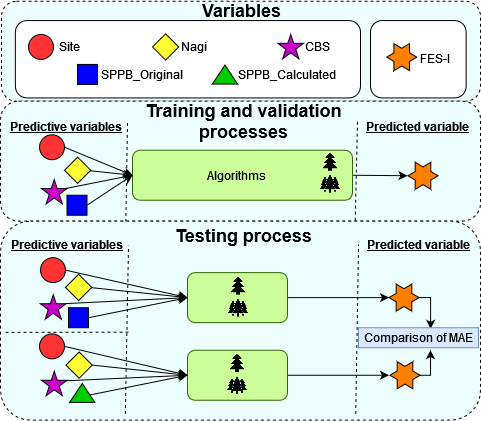 Variables
Site
Nagi
CBS
FES-I
SPPB_Original
SPPB_Calculated
Training and validation
processes
Predictive variables
Predicted variable
Algorithms
Testing process
Predictive variables
Predicted variable
Comparison of MAE